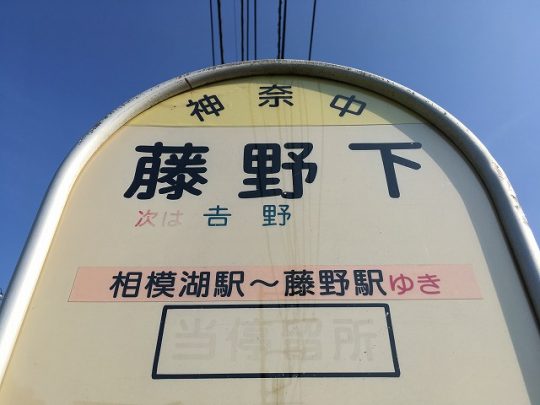 神奈中
藤野下
次は 吉野
相模湖駅～藤野駅ゆき
当停留所